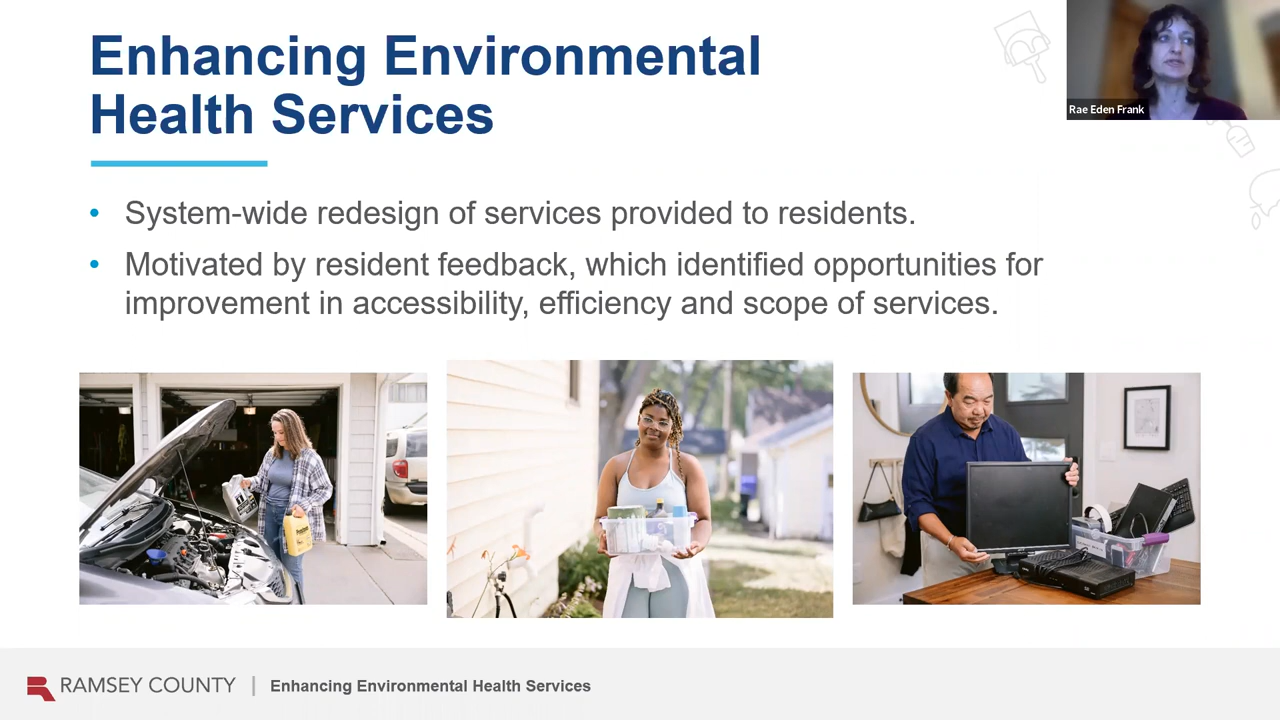 Enhancing Environmental
Health Services
Rae Eden Frank
• System-wide redesign of services provided to residents.
• Motivated by resident feedback, which identified opportunities for
improvement in accessibility, efficiency and scope of services.
RAMSEY COUNTY | Enhancing Environmental Health Services